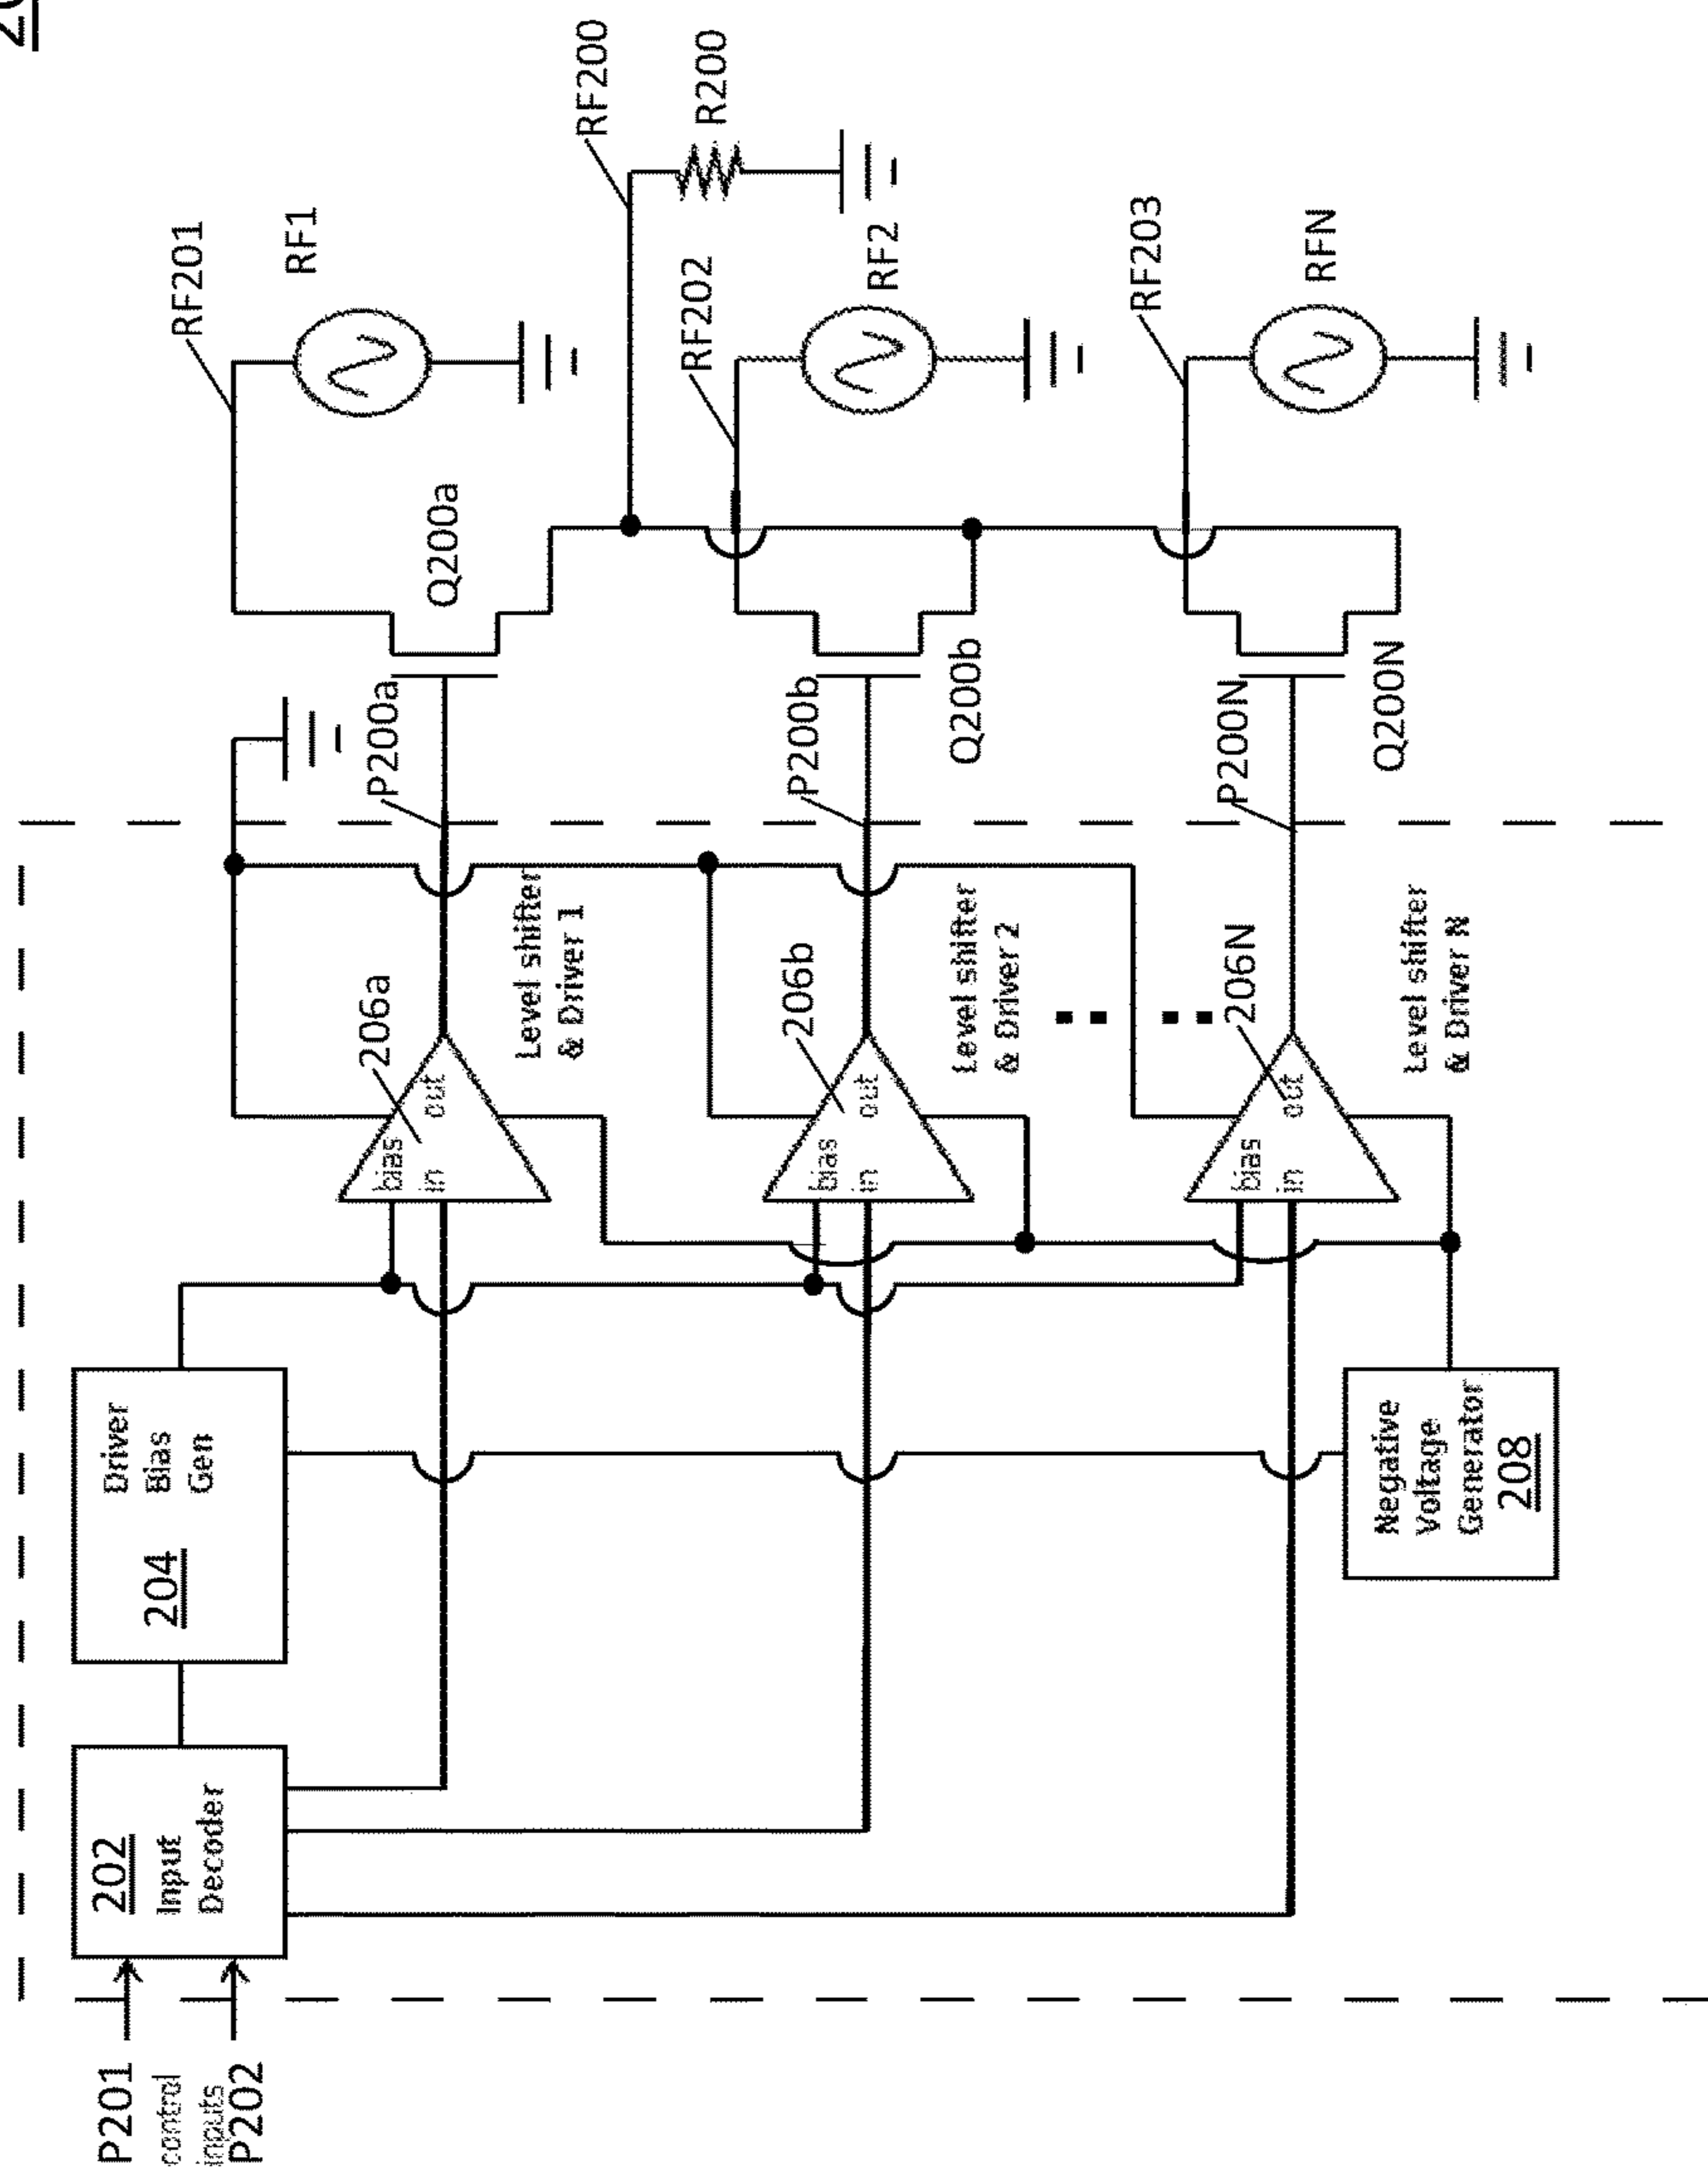 20
P201
control
inputs
P202
202
Input
Decoder
204
Driver
Bias
Gen
Negative
Voltage
Generator
208
bias
in
out
206a
Level shifter
& Driver 1
bias
in
out
206b
Level shifter
& Driver 2
bias
in
out
206N
Level shifter
& Driver N
P200a
P200b
P200N
Q200a
Q200b
Q200N
RF201
RF1
RF200
R200
RF202
RF2
RF203
RFN